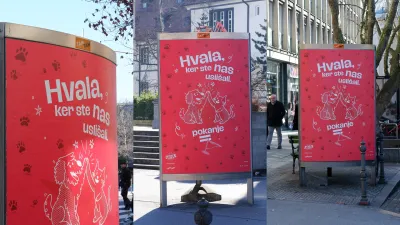 Hvala,
ker ste nas
uslišali.
Hvala,
ker ste nas
uslišali.
pokanje
=
Hvala,
ker ste nas
uslišali.
pokanje
=